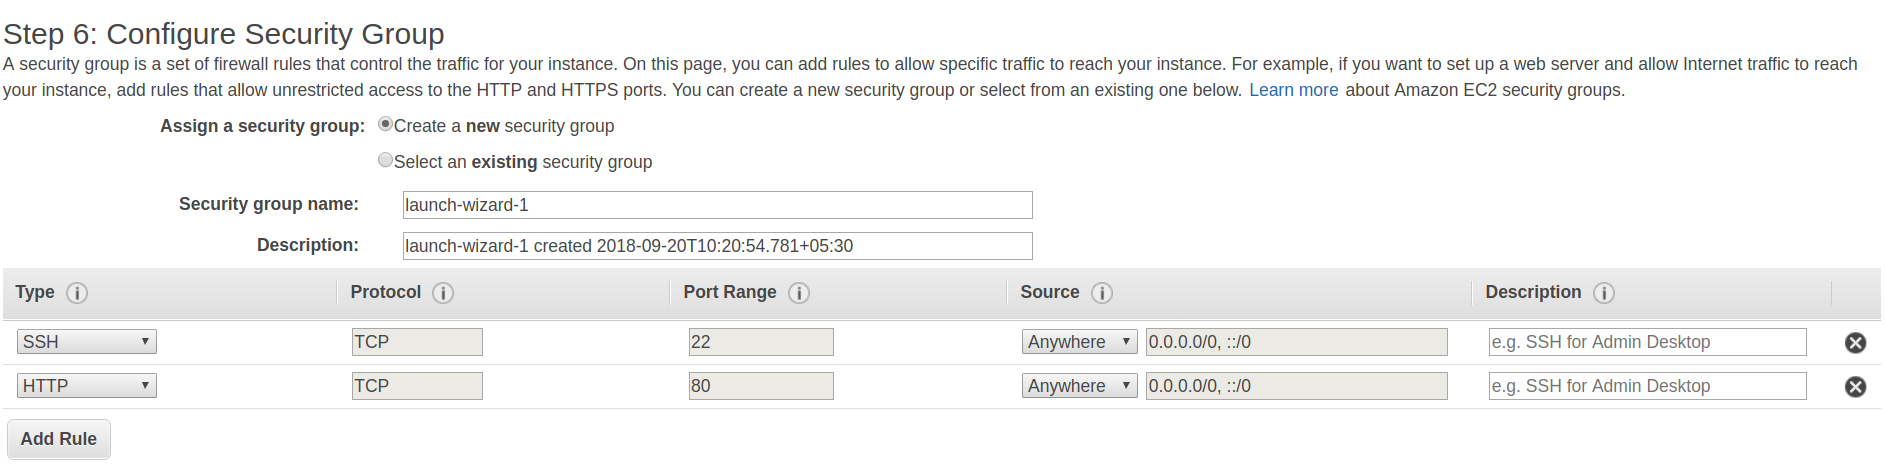 Step 6: Configure Security Group
A security group is a set of firewall rules that control the traffic for your instance. On this page, you can add rules to allow specific traffic to reach your instance. For example, if you want to set up a web server and allow Internet traffic to reach
your instance, add rules that allow unrestricted access to the HTTP and HTTPS ports. You can create a new security group or select from an existing one below. Learn more about Amazon EC2 security groups.
Assign a security group: Create a new security group
Select an existing security group
Security group name: launch-wizard-1
Description: launch-wizard-1 created 2018-09-20T10:20:54.781+05:30
Type Protocol Port Range Source Description
SSH TCP 22 Anywhere 0.0.0.0/0, ::/0 e.g. SSH for Admin Desktop
HTTP TCP 80 Anywhere 0.0.0.0/0, ::/0 e.g. SSH for Admin Desktop
Add Rule